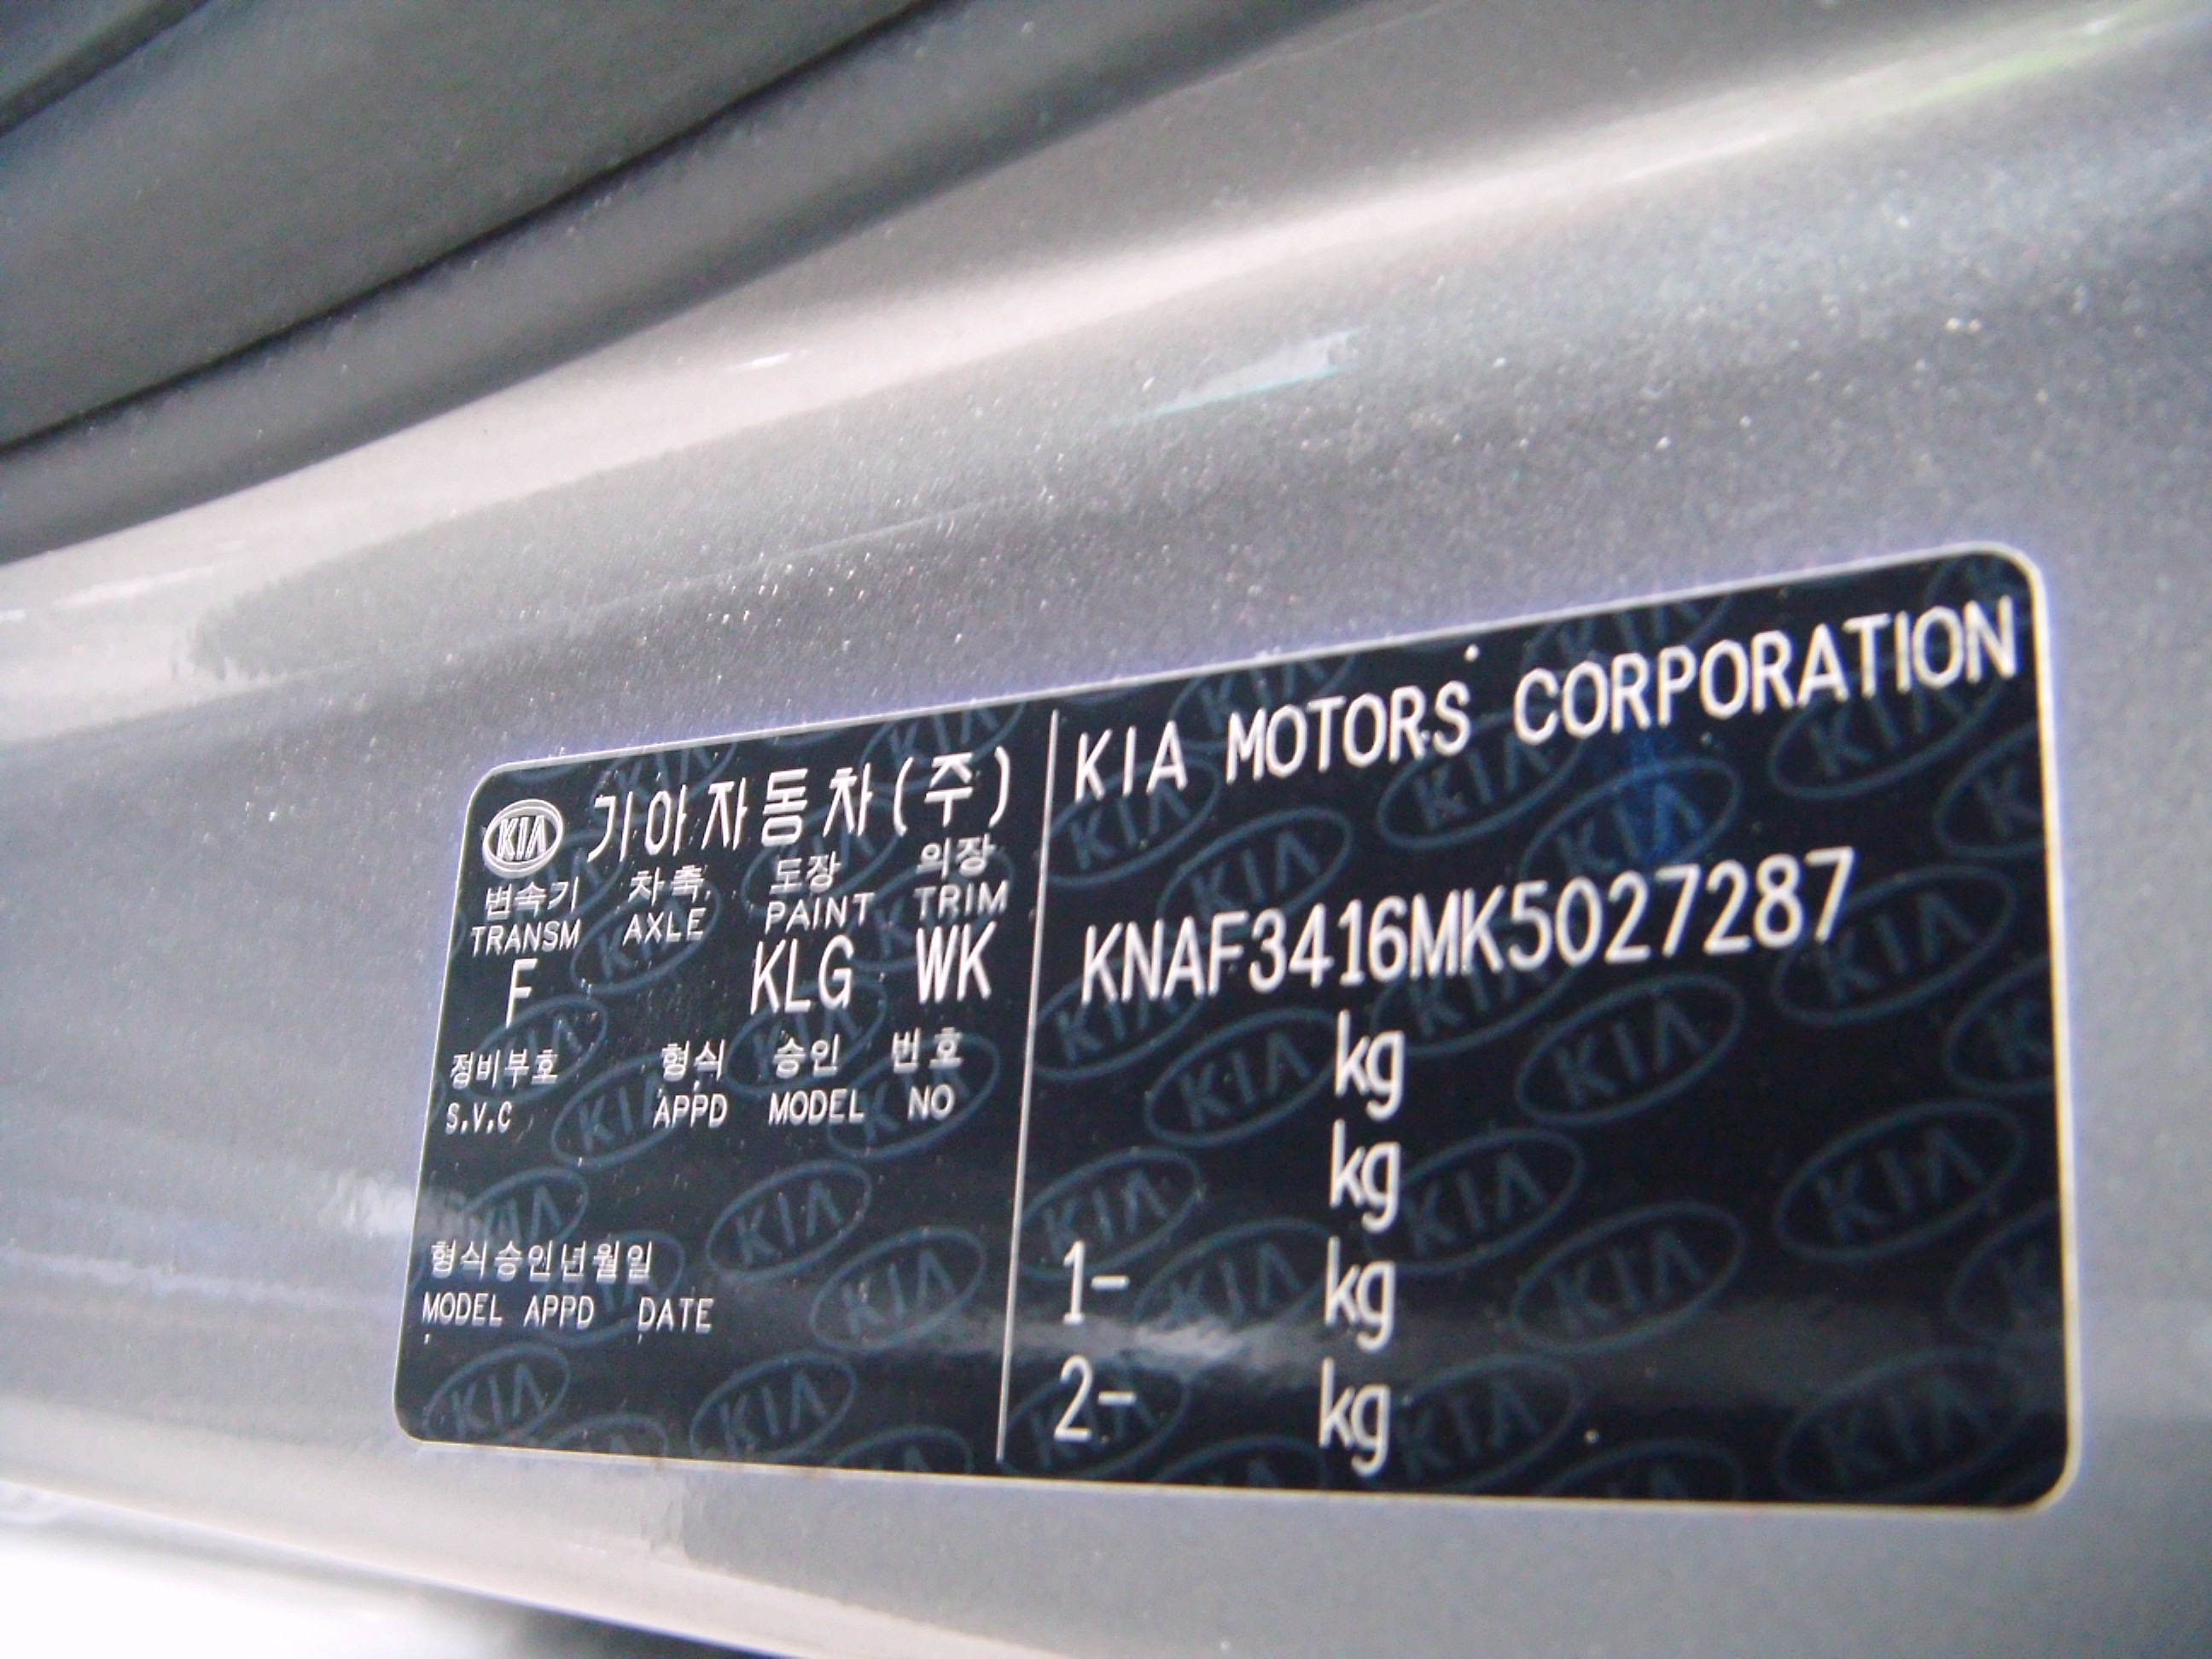 KIA 기아자동차(주)
변속기 차축 도장 의장
TRANSM AXLE PAINT TRIM
F KLG WK
정비부호 형식 승인 번호
S.V.C APPD MODEL NO
형식승인년월일
MODEL APPD DATE
KIA MOTORS CORPORATION
KNAF3416MK5027287
kg
kg
1- kg
2- kg